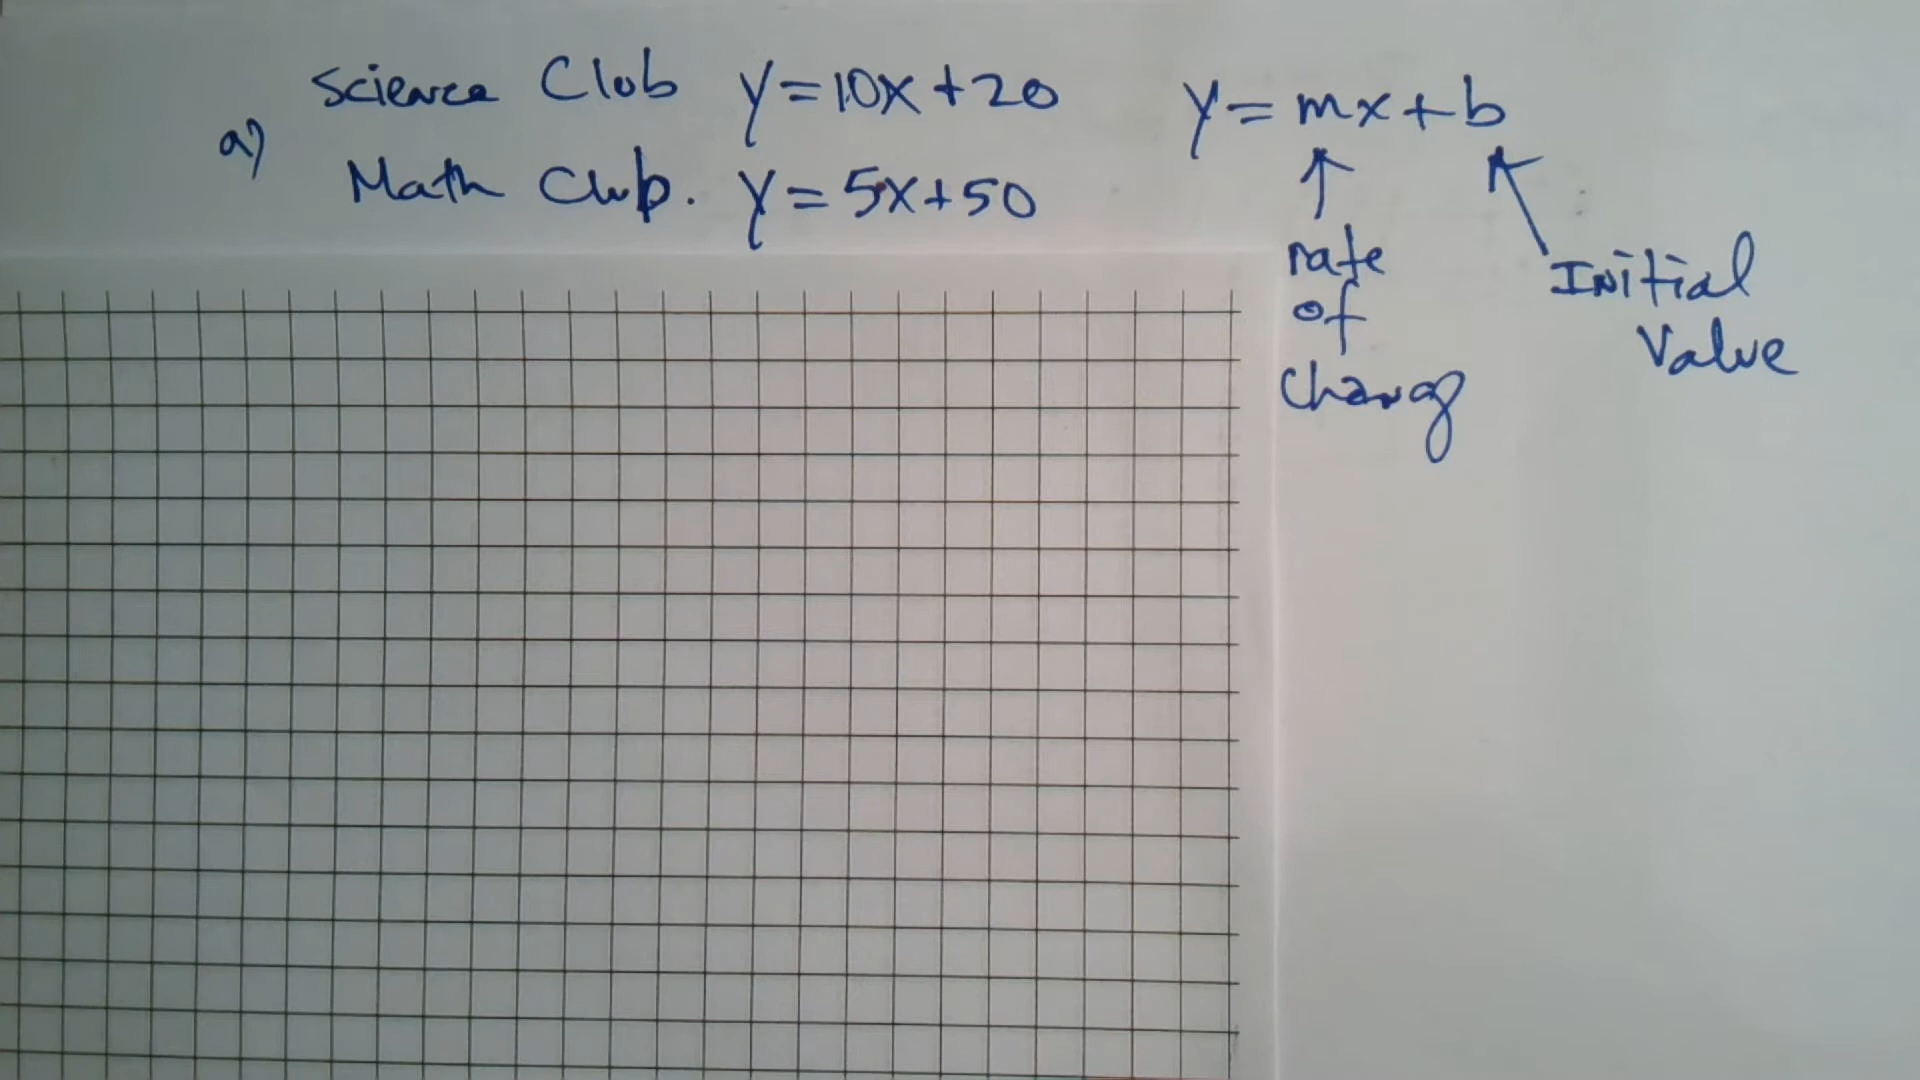 Science Club y=10x+20
a)
Math Club. y=5x+50
y=mx+b
rate
of
change
Initial
Value